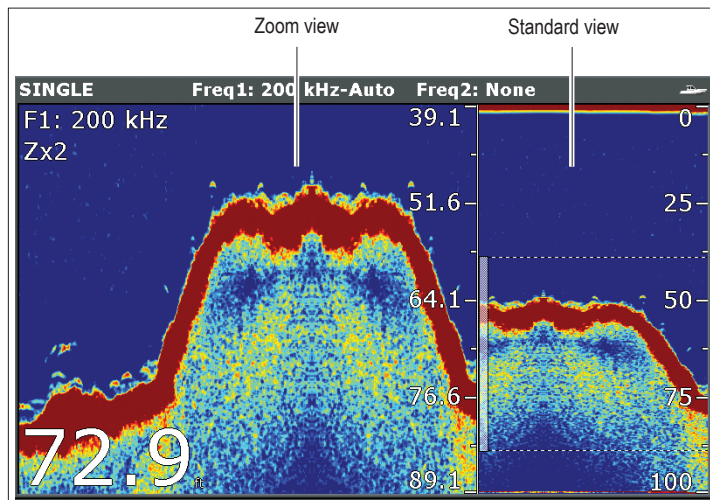 Zoom view Standard view
SINGLE Freq1: 200 kHz-Auto Freq2: None
F1: 200 kHz
Zx2
39.1
51.6
64.1
76.6
89.1
0
25
50
75
100
72.9 ft